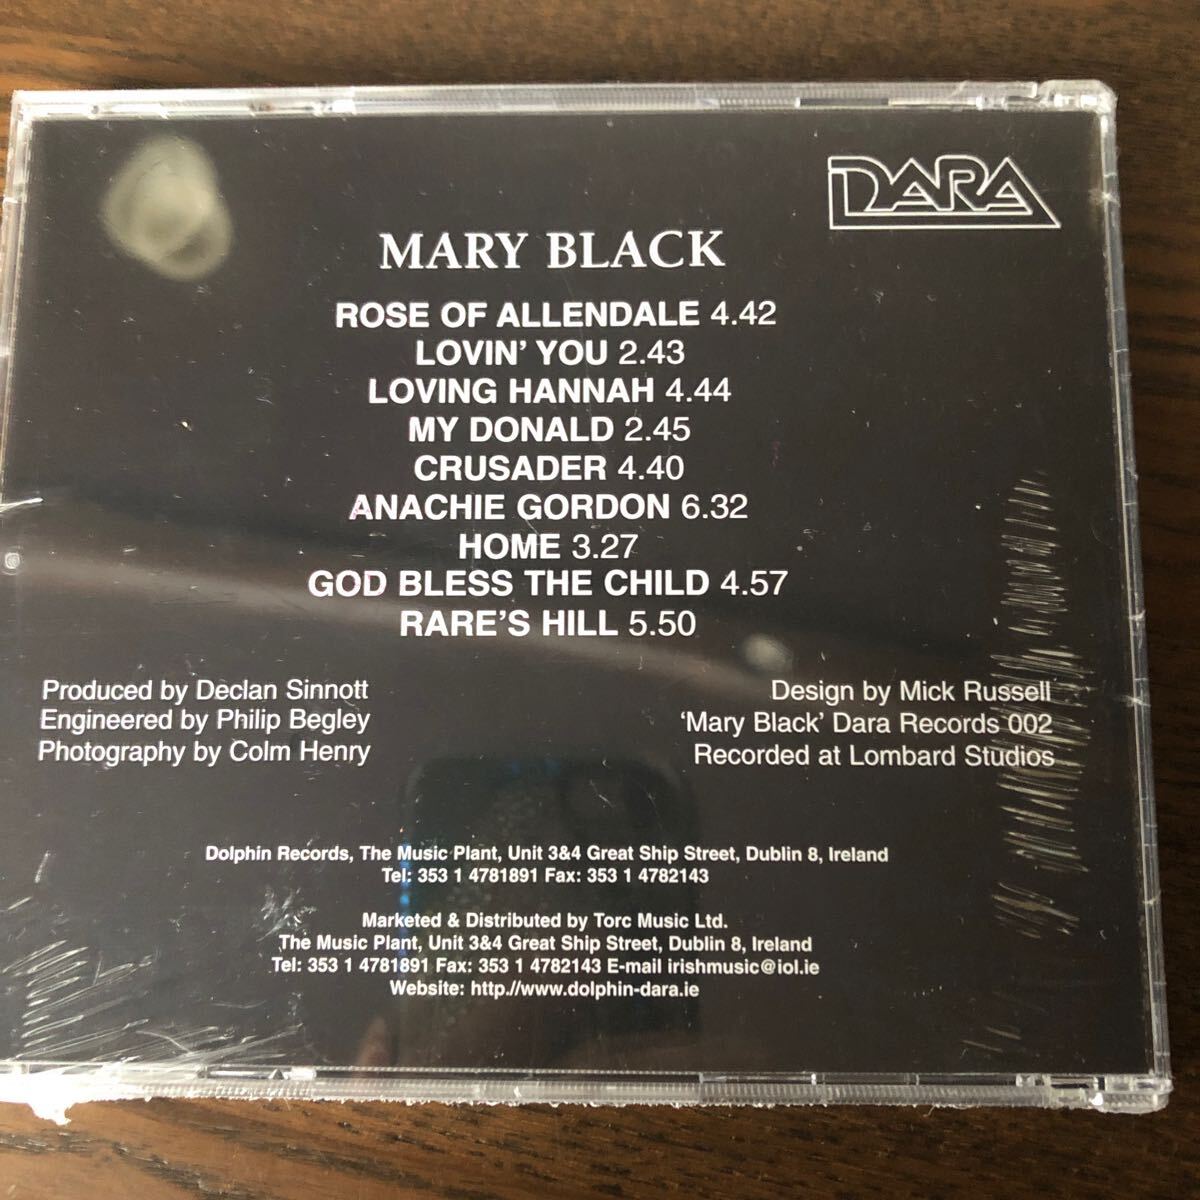 DARA
MARY BLACK
ROSE OF ALLENDALE 4.42
LOVIN' YOU 2.43
LOVING HANNAH 4.44
MY DONALD 2.45
CRUSADER 4.40
ANACHIE GORDON 6.32
HOME 3.27
GOD BLESS THE CHILD 4.57
RARE'S HILL 5.50
Produced by Declan Sinnott
Engineered by Philip Begley
Photography by Colm Henry
Design by Mick Russell
'Mary Black' Dara Records 002
Recorded at Lombard Studios
Dolphin Records, The Music Plant, Unit 3&4 Great Ship Street, Dublin 8, Ireland
Tel: 353 1 4781891 Fax: 353 1 4782143
Marketed & Distributed by Torc Music Ltd.
The Music Plant, Unit 3&4 Great Ship Street, Dublin 8, Ireland
Tel: 353 1 4781891 Fax: 353 1 4782143 E-mail irishmusic@iol.ie
Website: http.//www.dolphin-dara.ie